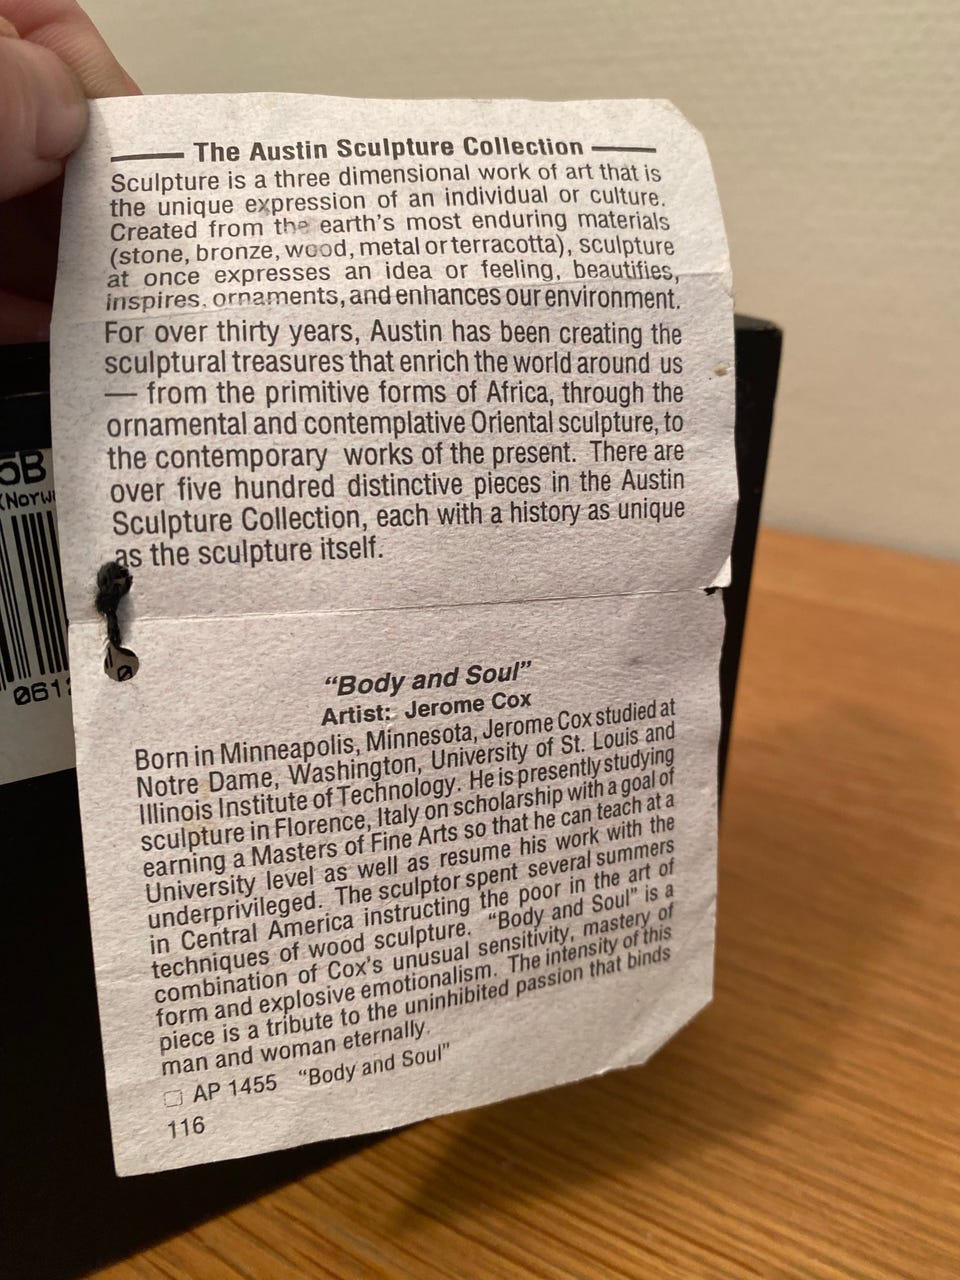 The Austin Sculpture Collection
Sculpture is a three dimensional work of art that is
the unique expression of an individual or culture.
Created from the earth's most enduring materials
(stone, bronze, wood, metal or terracotta), sculpture
at once expresses an idea or feeling, beautifies,
inspires, ornaments, and enhances our environment.
For over thirty years, Austin has been creating the
sculptural treasures that enrich the world around us
— from the primitive forms of Africa, through the
ornamental and contemplative Oriental sculpture, to
the contemporary works of the present. There are
over five hundred distinctive pieces in the Austin
Sculpture Collection, each with a history as unique
as the sculpture itself.
"Body and Soul"
Artist: Jerome Cox
Born in Minneapolis, Minnesota, Jerome Cox studied at
Notre Dame, Washington, University of St. Louis and
Illinois Institute of Technology. He is presently studying
sculpture in Florence, Italy on scholarship with a goal of
earning a Masters of Fine Arts so that he can teach at a
University level as well as resume his work with the
underprivileged. The sculptor spent several summers
in Central America instructing the poor in the art of
techniques of wood sculpture. "Body and Soul" is a
combination of Cox's unusual sensitivity, mastery of
form and explosive emotionalism. The intensity of this
piece is a tribute to the uninhibited passion that binds
man and woman eternally.
AP 1455 "Body and Soul"
116